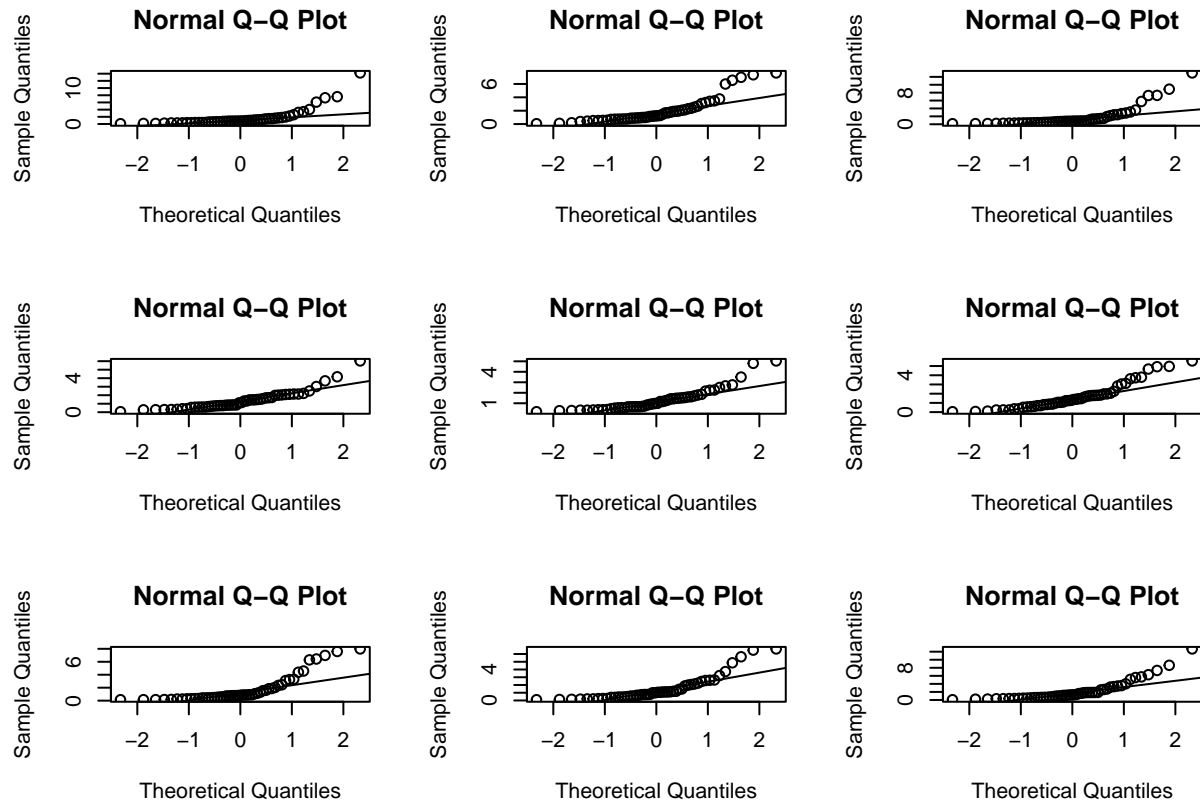 Normal Q−Q Plot
Sample Quantiles
10
0
−2 −1 0 1 2
Theoretical Quantiles
Normal Q−Q Plot
Sample Quantiles
6
0
−2 −1 0 1 2
Theoretical Quantiles
Normal Q−Q Plot
Sample Quantiles
8
0
−2 −1 0 1 2
Theoretical Quantiles
Normal Q−Q Plot
Sample Quantiles
4
0
−2 −1 0 1 2
Theoretical Quantiles
Normal Q−Q Plot
Sample Quantiles
4
1
−2 −1 0 1 2
Theoretical Quantiles
Normal Q−Q Plot
Sample Quantiles
4
0
−2 −1 0 1 2
Theoretical Quantiles
Normal Q−Q Plot
Sample Quantiles
6
0
−2 −1 0 1 2
Theoretical Quantiles
Normal Q−Q Plot
Sample Quantiles
4
0
−2 −1 0 1 2
Theoretical Quantiles
Normal Q−Q Plot
Sample Quantiles
8
0
−2 −1 0 1 2
Theoretical Quantiles